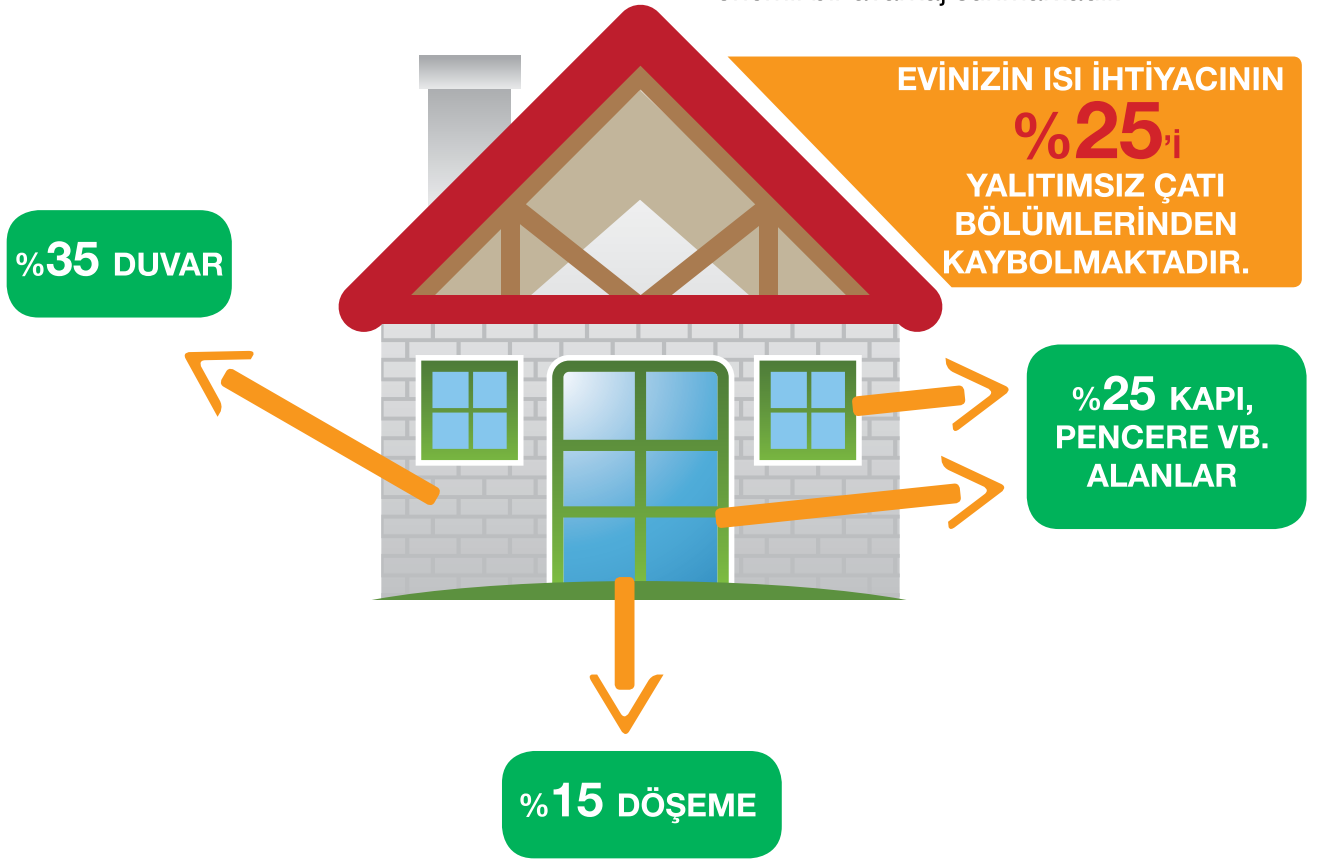 EVİNİZİN ISI İHTİYACININ
%25'İ
YALITIMSIZ ÇATI
BÖLÜMLERİNDEN
KAYBOLMAKTADIR.
%35 DUVAR
%25 KAPI,
PENCERE VB.
ALANLAR
%15 DÖŞEME